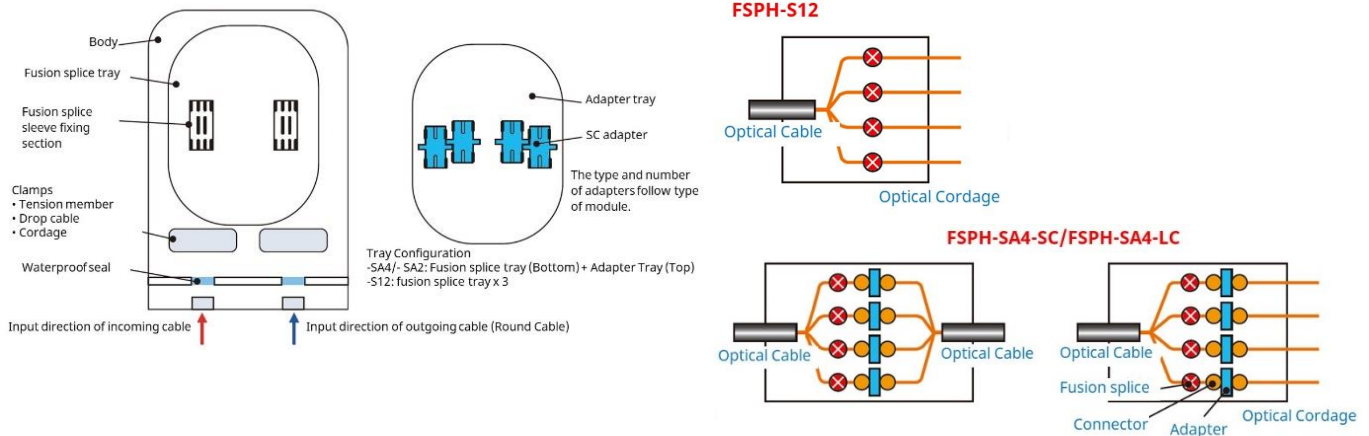 Body
Fusion splice tray
Fusion splice
sleeve fixing
section
Clamps
• Tension member
• Drop cable
• Cordage
Waterproof seal
Input direction of incoming cable
Input direction of outgoing cable (Round Cable)
Adapter tray
SC adapter
The type and number
of adapters follow type
of module.
Tray Configuration
-SA4/- SA2: Fusion splice tray (Bottom) + Adapter Tray (Top)
-S12: fusion splice tray x 3
FSPH-S12
Optical Cable
Optical Cordage
FSPH-SA4-SC/FSPH-SA4-LC
Optical Cable
Optical Cable
Optical Cable
Fusion splice
Connector
Adapter
Optical Cordage